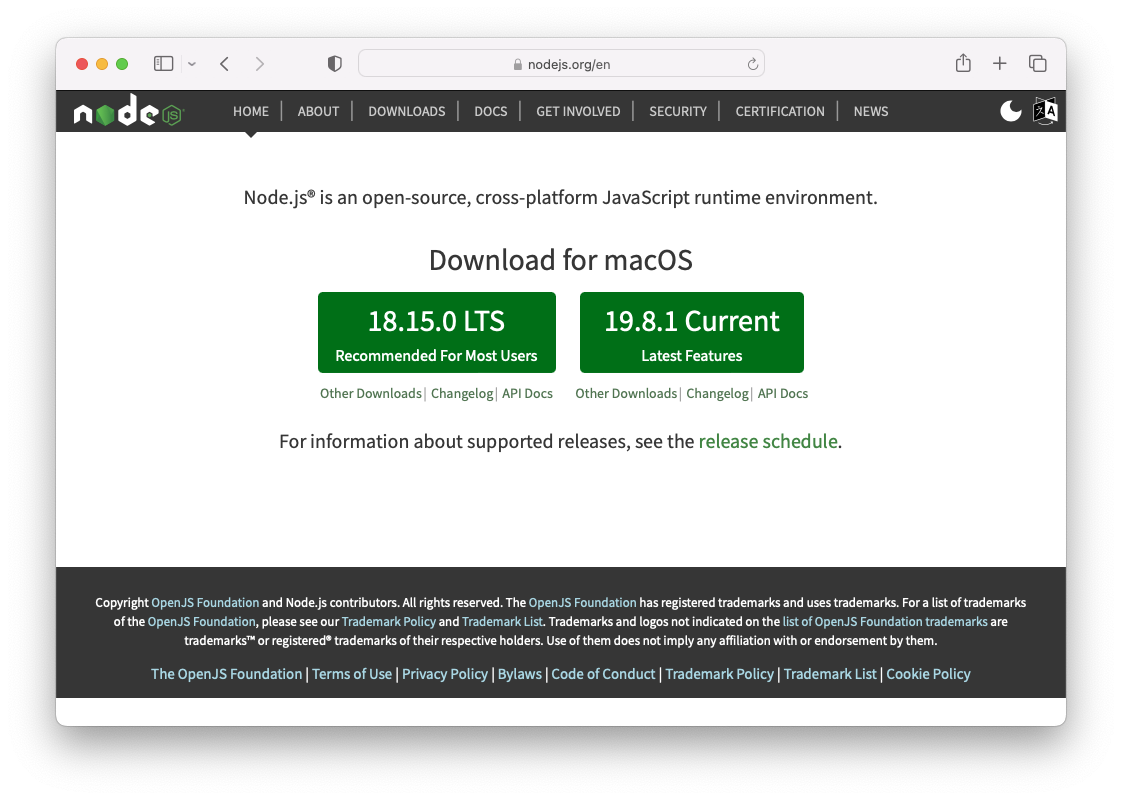 nodejs.org/en
node JS
HOME | ABOUT | DOWNLOADS | DOCS | GET INVOLVED | SECURITY | CERTIFICATION | NEWS
Node.js® is an open-source, cross-platform JavaScript runtime environment.
Download for macOS
18.15.0 LTS
Recommended For Most Users
19.8.1 Current
Latest Features
Other Downloads | Changelog | API Docs
Other Downloads | Changelog | API Docs
For information about supported releases, see the release schedule.
Copyright OpenJS Foundation and Node.js contributors. All rights reserved. The OpenJS Foundation has registered trademarks and uses trademarks. For a list of trademarks
of the OpenJS Foundation, please see our Trademark Policy and Trademark List. Trademarks and logos not indicated on the list of OpenJS Foundation trademarks are
trademarks™ or registered® trademarks of their respective holders. Use of them does not imply any affiliation with or endorsement by them.
The OpenJS Foundation | Terms of Use | Privacy Policy | Bylaws | Code of Conduct | Trademark Policy | Trademark List | Cookie Policy